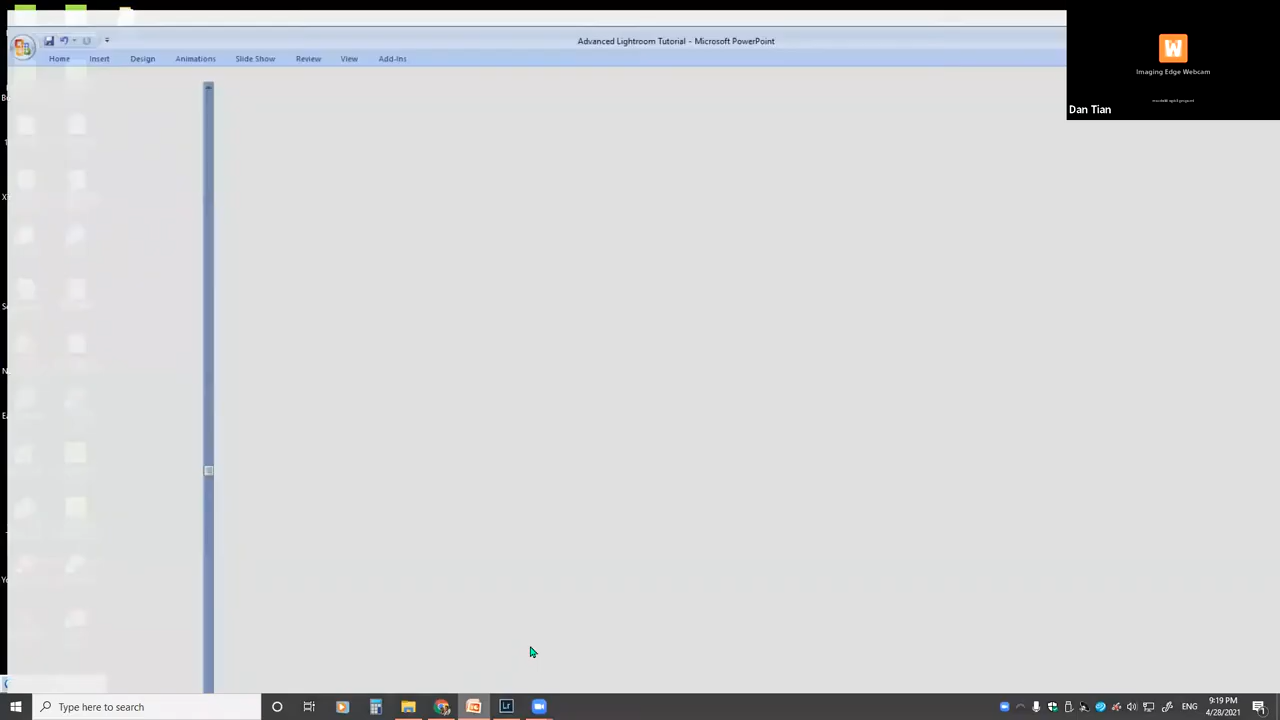 Advanced Lightroom Tutorial - Microsoft PowerPoint
Home Insert Design Animations Slide Show Review View Add-Ins
W
Imaging Edge Webcam
Dan Tian
Type here to search
Lr
ENG
9:19 PM
4/28/2021